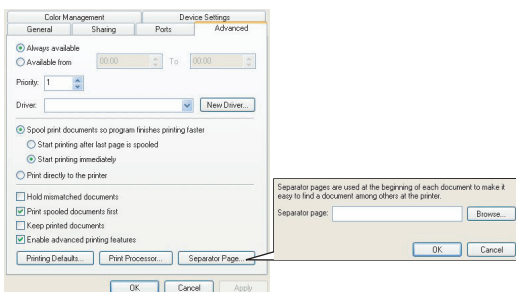 Color Management Device Settings
General Sharing Ports Advanced
Always available
Available from 00:00 To 00:00
Priority: 1
Driver: New Driver...
Spool print documents so program finishes printing faster
Start printing after last page is spooled
Start printing immediately
Print directly to the printer
Hold mismatched documents
Print spooled documents first
Keep printed documents
Enable advanced printing features
Printing Defaults... Print Processor... Separator Page...
OK Cancel Apply
Separator pages are used at the beginning of each document to make it
easy to find a document among others at the printer.
Separator page: Browse...
OK Cancel